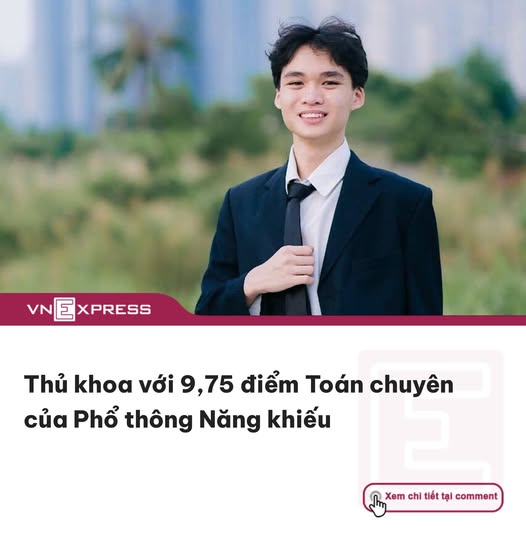 VNEXPRESS
Thủ khoa với 9,75 điểm Toán chuyên
của Phổ thông Năng khiếu
Xem chi tiết tại comment